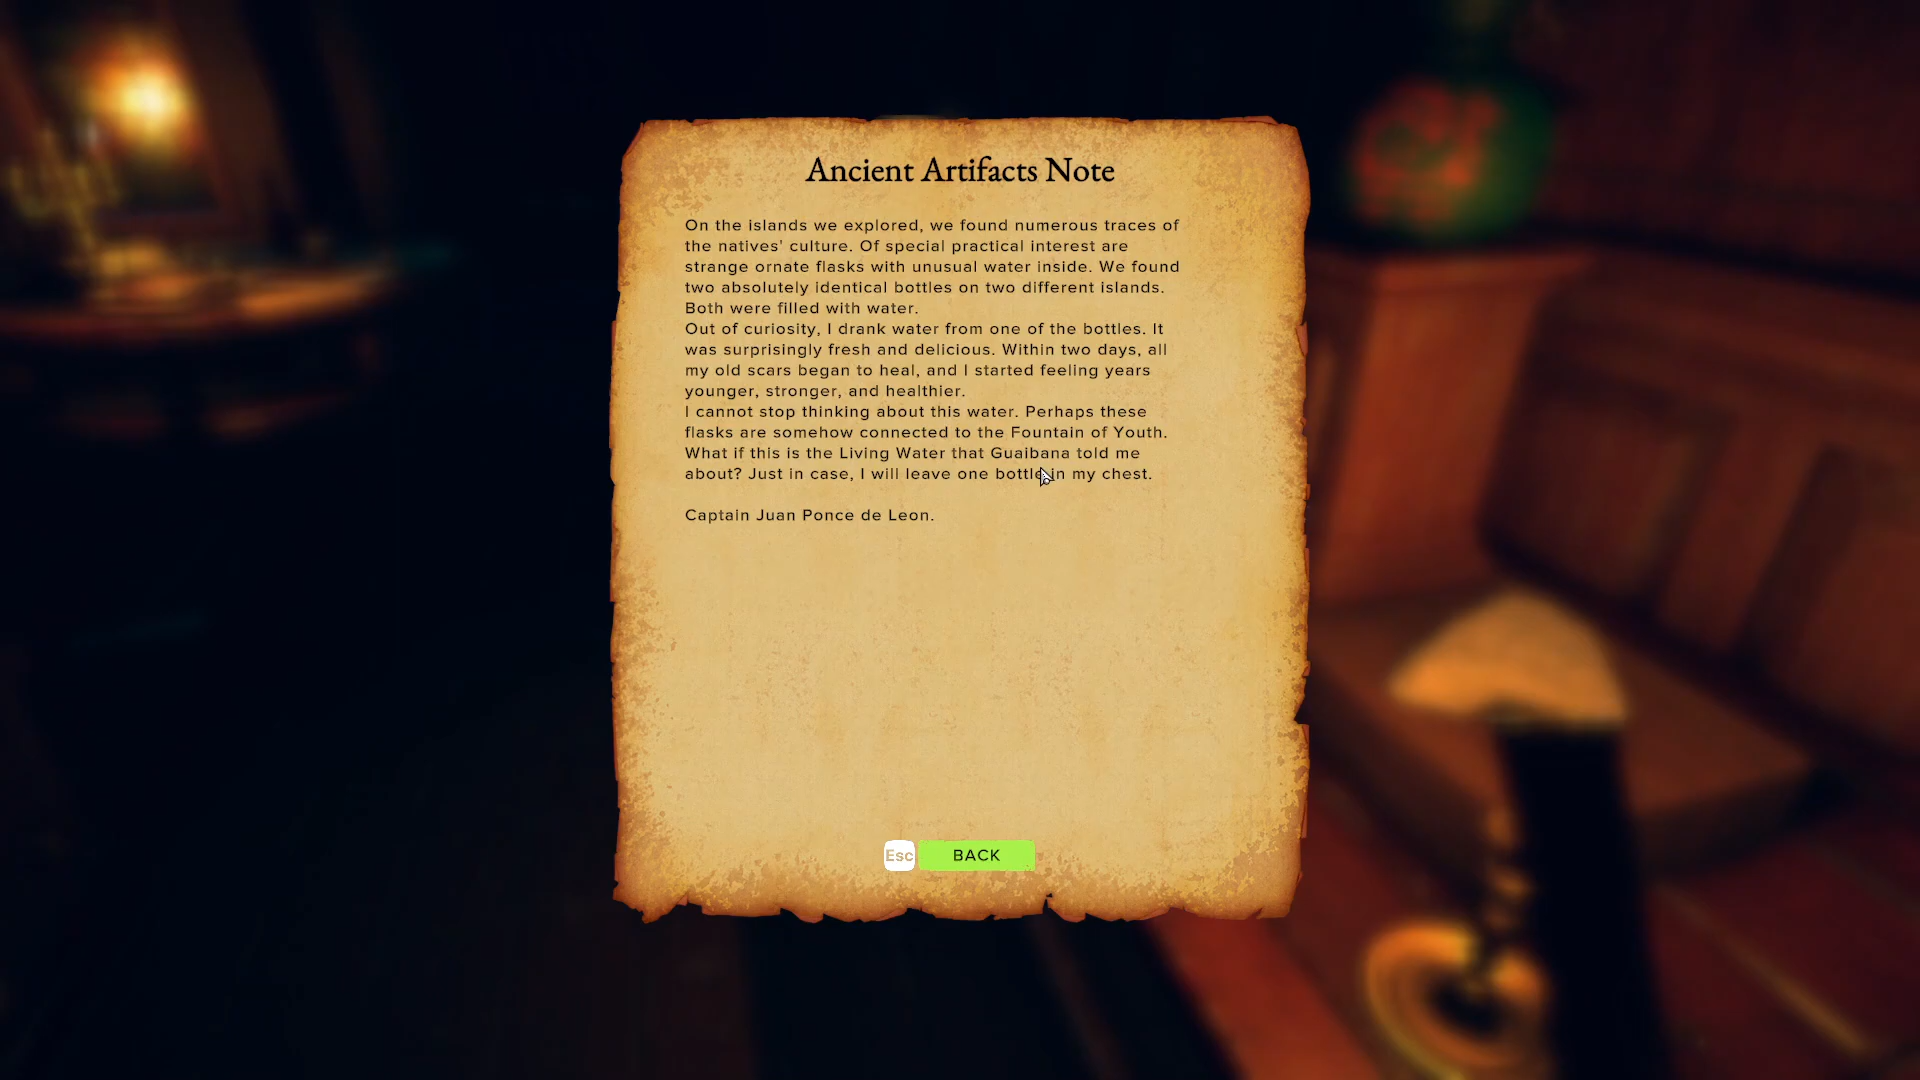 Ancient Artifacts Note
On the islands we explored, we found numerous traces of
the natives' culture. Of special practical interest are
strange ornate flasks with unusual water inside. We found
two absolutely identical bottles on two different islands.
Both were filled with water.
Out of curiosity, I drank water from one of the bottles. It
was surprisingly fresh and delicious. Within two days, all
my old scars began to heal, and I started feeling years
younger, stronger, and healthier.
I cannot stop thinking about this water. Perhaps these
flasks are somehow connected to the Fountain of Youth.
What if this is the Living Water that Guaibana told me
about? Just in case, I will leave one bottle in my chest.
Captain Juan Ponce de Leon.
Esc BACK